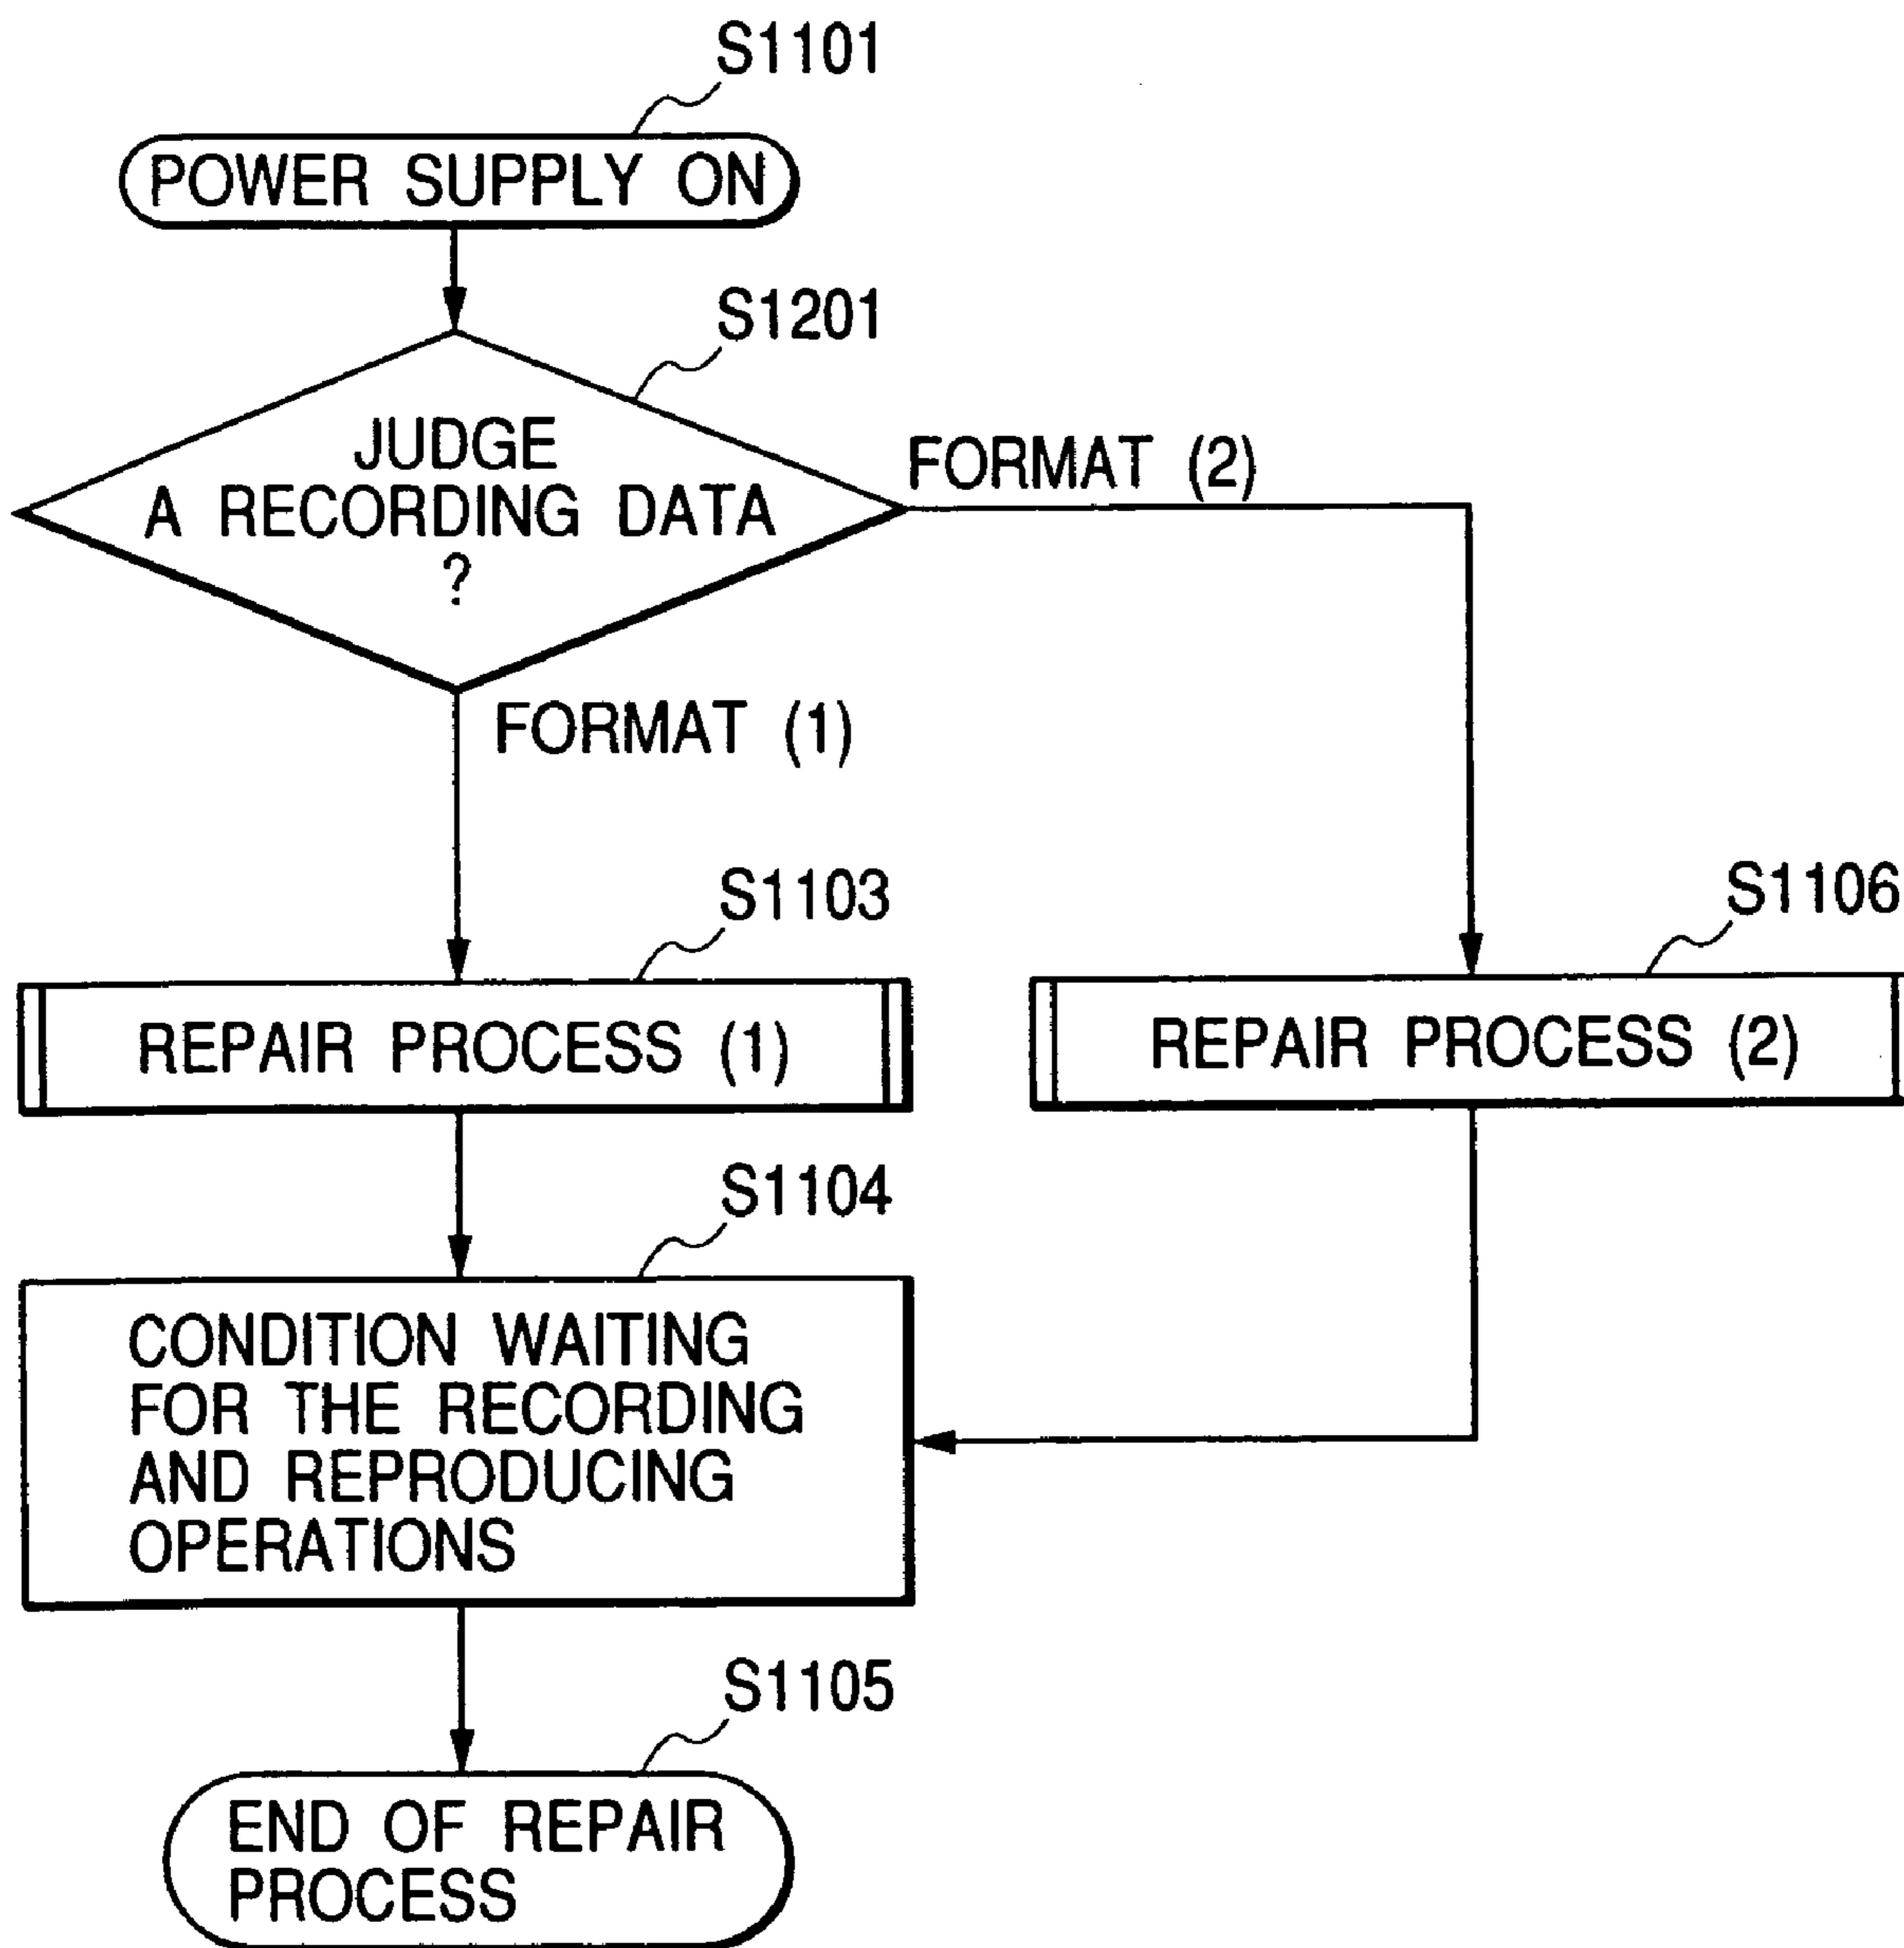 S1101
POWER SUPPLY ON
S1201
JUDGE
A RECORDING DATA
?
FORMAT (2)
FORMAT (1)
S1103
S1106
REPAIR PROCESS (1)
REPAIR PROCESS (2)
S1104
CONDITION WAITING
FOR THE RECORDING
AND REPRODUCING
OPERATIONS
S1105
END OF REPAIR
PROCESS